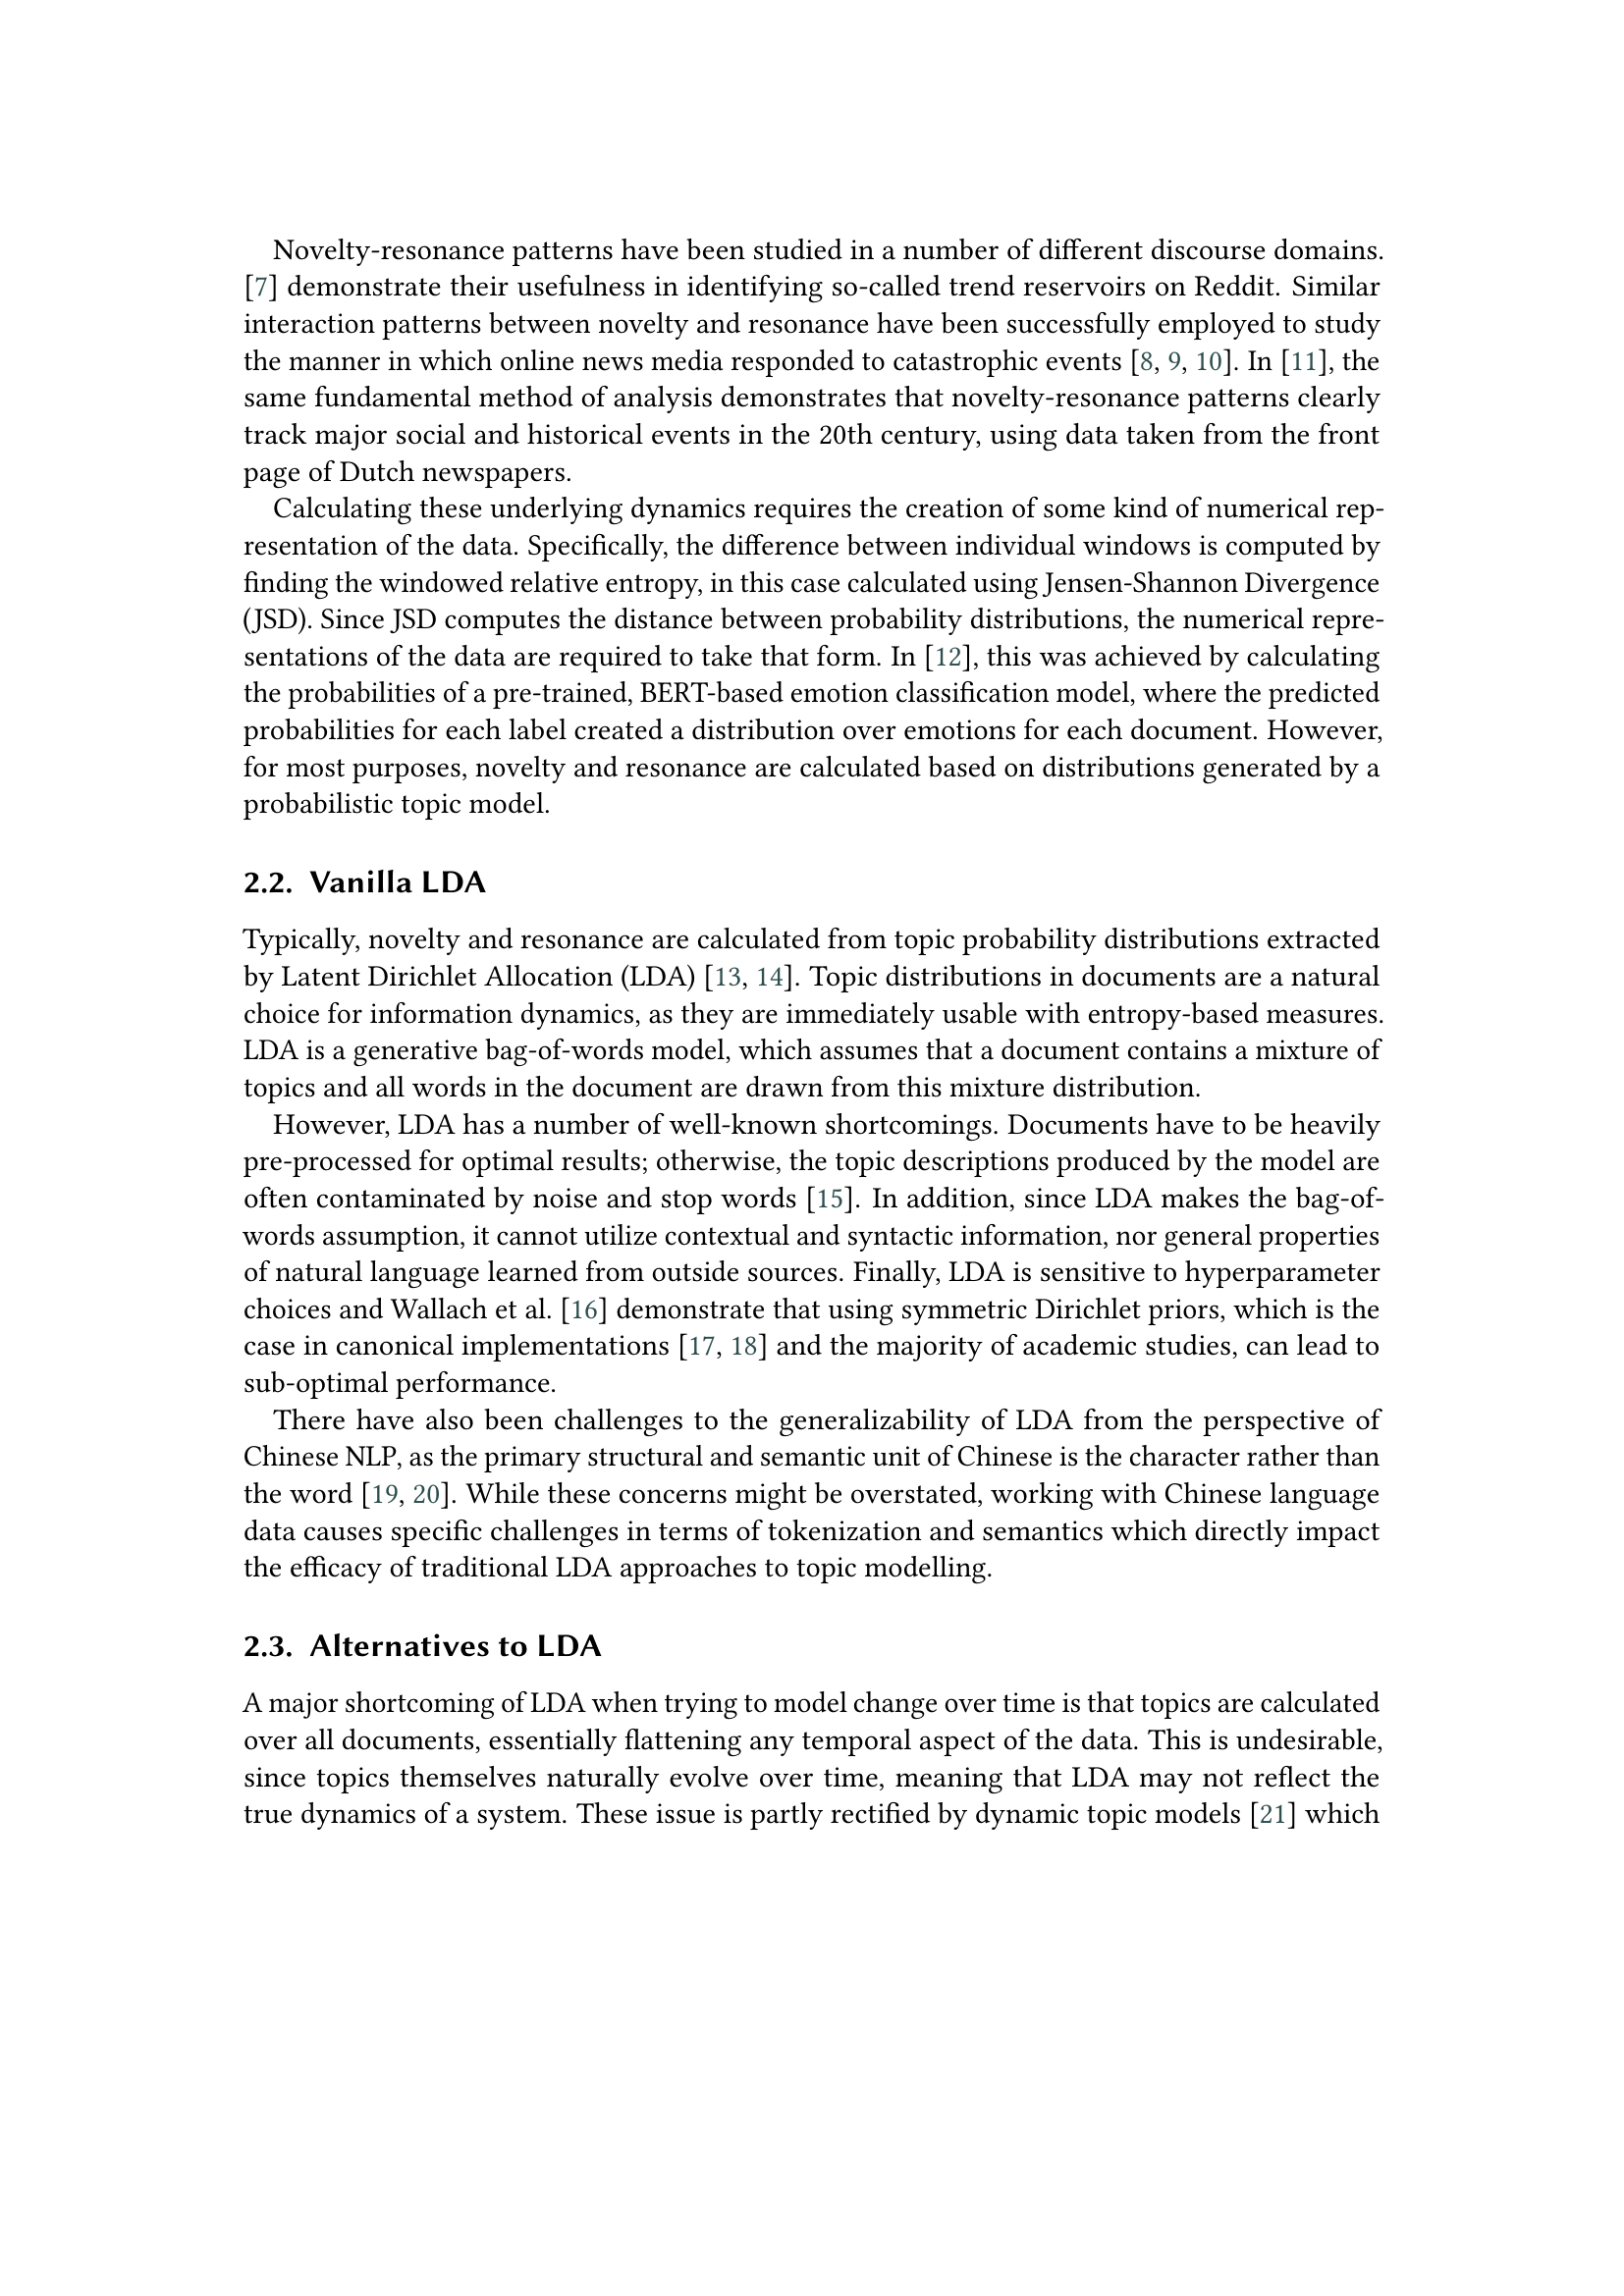 Novelty-resonance patterns have been studied in a number of different discourse domains.
[7] demonstrate their usefulness in identifying so-called trend reservoirs on Reddit. Similar
interaction patterns between novelty and resonance have been successfully employed to study
the manner in which online news media responded to catastrophic events [8, 9, 10]. In [11], the
same fundamental method of analysis demonstrates that novelty-resonance patterns clearly
track major social and historical events in the 20th century, using data taken from the front
page of Dutch newspapers.
Calculating these underlying dynamics requires the creation of some kind of numerical rep-
resentation of the data. Specifically, the difference between individual windows is computed by
finding the windowed relative entropy, in this case calculated using Jensen-Shannon Divergence
(JSD). Since JSD computes the distance between probability distributions, the numerical repre-
sentations of the data are required to take that form. In [12], this was achieved by calculating
the probabilities of a pre-trained, BERT-based emotion classification model, where the predicted
probabilities for each label created a distribution over emotions for each document. However,
for most purposes, novelty and resonance are calculated based on distributions generated by a
probabilistic topic model.
2.2. Vanilla LDA
Typically, novelty and resonance are calculated from topic probability distributions extracted
by Latent Dirichlet Allocation (LDA) [13, 14]. Topic distributions in documents are a natural
choice for information dynamics, as they are immediately usable with entropy-based measures.
LDA is a generative bag-of-words model, which assumes that a document contains a mixture of
topics and all words in the document are drawn from this mixture distribution.
However, LDA has a number of well-known shortcomings. Documents have to be heavily
pre-processed for optimal results; otherwise, the topic descriptions produced by the model are
often contaminated by noise and stop words [15]. In addition, since LDA makes the bag-of-
words assumption, it cannot utilize contextual and syntactic information, nor general properties
of natural language learned from outside sources. Finally, LDA is sensitive to hyperparameter
choices and Wallach et al. [16] demonstrate that using symmetric Dirichlet priors, which is the
case in canonical implementations [17, 18] and the majority of academic studies, can lead to
sub-optimal performance.
There have also been challenges to the generalizability of LDA from the perspective of
Chinese NLP, as the primary structural and semantic unit of Chinese is the character rather than
the word [19, 20]. While these concerns might be overstated, working with Chinese language
data causes specific challenges in terms of tokenization and semantics which directly impact
the efficacy of traditional LDA approaches to topic modelling.
2.3. Alternatives to LDA
A major shortcoming of LDA when trying to model change over time is that topics are calculated
over all documents, essentially flattening any temporal aspect of the data. This is undesirable,
since topics themselves naturally evolve over time, meaning that LDA may not reflect the
true dynamics of a system. These issue is partly rectified by dynamic topic models [21] which